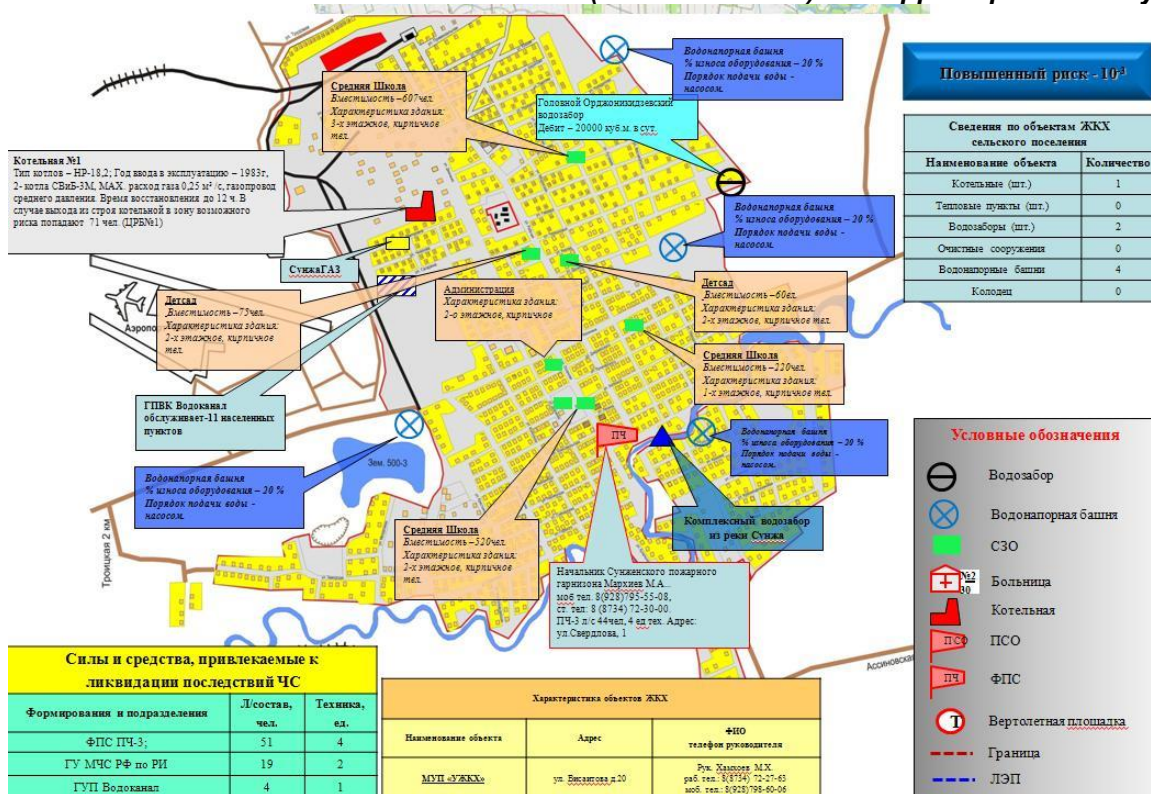 Водонапорная башня
% износа оборудования – 20 %
Порядок подачи воды -
насосом.
Повышенный риск - 10⁻³
Средняя Школа
Вместимость –607чел.
Характеристика здания:
3-х этажное, кирпичное
тел.
Головной Орджоникидзевский
водозабор
Дебит – 20000 куб.м. в сут.
Сведения по объектам ЖКХ
сельского поселения
Наименование объекта Количество
Котельные (шт.) 1
Тепловые пункты (шт.) 0
Водозаборы (шт.) 2
Очистные сооружения 0
Водонапорные башни 4
Колодец 0
Котельная №1
Тип котлов – НР-18,2; Год ввода в эксплуатацию – 1983г,
2- котла СВиБ-3М, МАХ. расход газа 0,25 м³ /с, газопровод
среднего давления. Время восстановления до 12 ч. В
случае выхода из строя котельной в зону возможного
риска попадают 71 чел. (ЦРБ№1)
Водонапорная башня
% износа оборудования – 20 %
Порядок подачи воды -
насосом.
СунжаГАЗ
Детсад
Вместимость –75чел.
Характеристика здания:
2-х этажное, кирпичное
тел.
Аэропо
Администрация
Характеристика здания:
2-о этажное, кирпичное
Детсад
Вместимость –60ел.
Характеристика здания:
2-х этажное, кирпичное тел.
Средняя Школа
Вместимость –220чел.
Характеристика здания:
1-х этажное, кирпичное тел.
ГПВК Водоканал
обслуживает-11 населенных
пунктов
ПЧ
Водонапорная башня
% износа оборудования – 20 %
Порядок подачи воды -
насосом.
Зем. 500-3
Водонапорная башня
% износа оборудования – 20 %
Порядок подачи воды -
насосом.
Троицкая 2 км
Средняя Школа
Вместимость –520чел.
Характеристика здания:
2-х этажное, кирпичное
тел.
Комплексный водозабор
из реки Сунжа
Начальник Сунженского пожарного
гарнизона Мархиев М.А..
моб тел. 8(928)795-55-08,
ст. тел: 8 (8734) 72-30-00.
ПЧ-3 л/с 44чел, 4 ед тех. Адрес:
ул.Свердлова, 1
Ассиновская
Условные обозначения
Водозабор
Водонапорная башня
СЗО
№2
30
Больница
Котельная
ПСО
ПСО
ПЧ
ФПС
Т
Вертолетная площадка
Граница
ЛЭП
Силы и средства, привлекаемые к
ликвидации последствий ЧС
Формирования и подразделения Л/состав, чел. Техника, ед.
ФПС ПЧ-3; 51 4
ГУ МЧС РФ по РИ 19 2
ГУП Водоканал 4 1
Характеристика объектов ЖКХ
Наименование объекта Адрес ФИО
телефон руководителя
МУП «УЖКХ» ул. Висаитова д.20 Рук. Хамхоев М.Х.
раб. тел.: 8(8734) 72-27-63
моб. тел.: 8(928)798-60-06